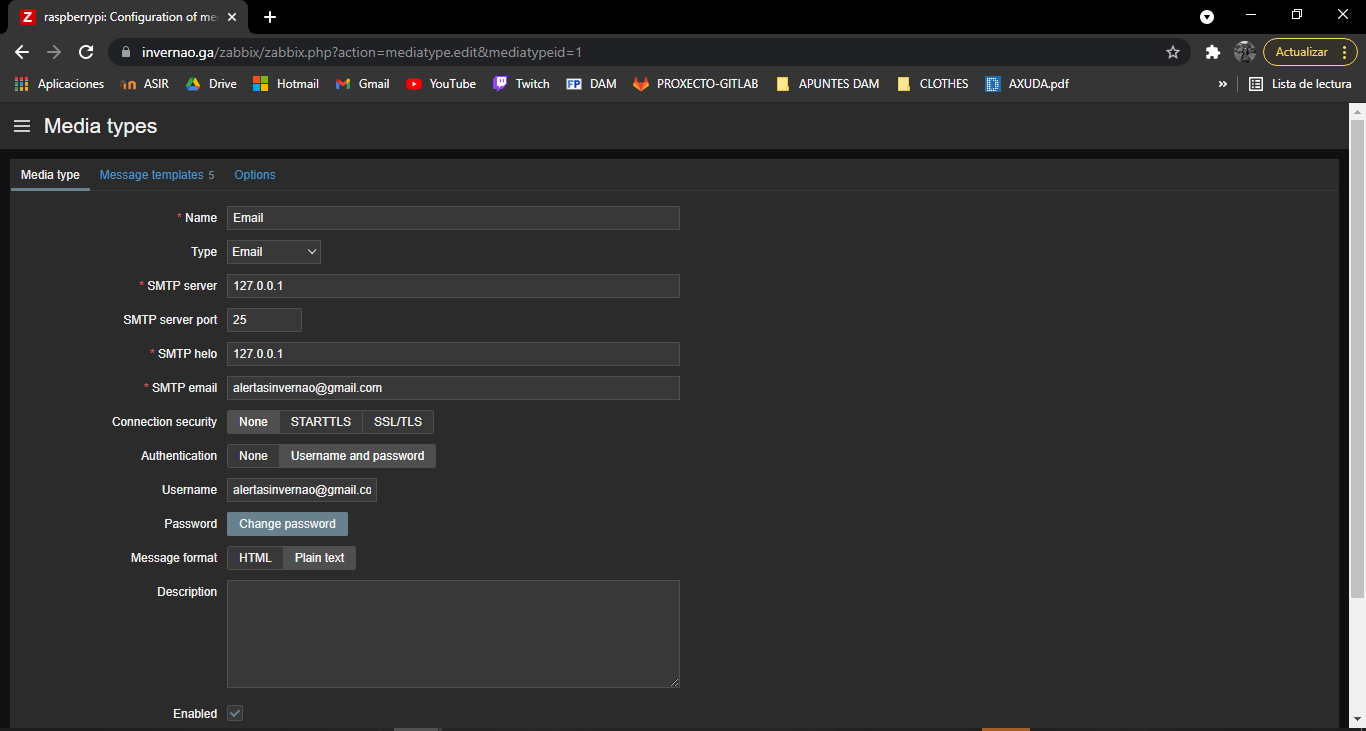 raspberrypi: Configuration of me
invernao.ga/zabbix/zabbix.php?action=mediatype.edit&mediatypeid=1
Actualizar
Aplicaciones ASIR Drive Hotmail Gmail YouTube Twitch FP DAM PROXECTO-GITLAB APUNTES DAM CLOTHES AXUDA.pdf » Lista de lectura
Media types
Media type Message templates 5 Options
* Name Email
Type Email
* SMTP server 127.0.0.1
SMTP server port 25
* SMTP helo 127.0.0.1
* SMTP email alertasinvernao@gmail.com
Connection security None STARTTLS SSL/TLS
Authentication None Username and password
Username alertasinvernao@gmail.co
Password Change password
Message format HTML Plain text
Description
Enabled